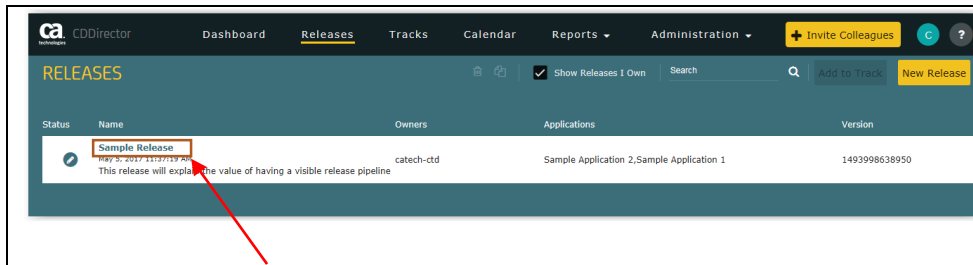 ca technologies CDDirector Dashboard Releases Tracks Calendar Reports Administration + Invite Colleagues C ?
RELEASES Show Releases I Own Search Add to Track New Release
Status Name Owners Applications Version
Sample Release
May 5, 2017 11:37:19 AM
catech-ctd Sample Application 2,Sample Application 1 1493998638950
This release will explain the value of having a visible release pipeline